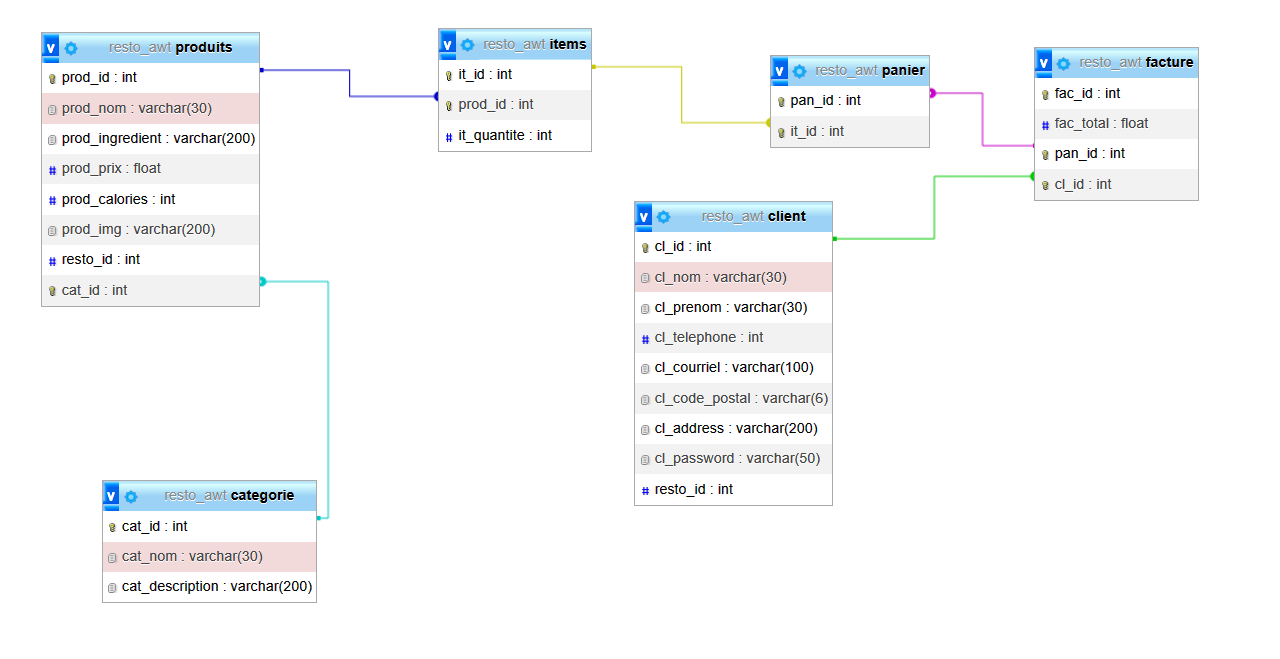 v resto_awt produits
prod_id : int
prod_nom : varchar(30)
prod_ingredient : varchar(200)
# prod_prix : float
# prod_calories : int
prod_img : varchar(200)
# resto_id : int
cat_id : int
v resto_awt items
it_id : int
prod_id : int
# it_quantite : int
v resto_awt panier
pan_id : int
it_id : int
v resto_awt facture
fac_id : int
# fac_total : float
pan_id : int
cl_id : int
v resto_awt client
cl_id : int
cl_nom : varchar(30)
cl_prenom : varchar(30)
# cl_telephone : int
cl_courriel : varchar(100)
cl_code_postal : varchar(6)
cl_address : varchar(200)
cl_password : varchar(50)
# resto_id : int
v resto_awt categorie
cat_id : int
cat_nom : varchar(30)
cat_description : varchar(200)